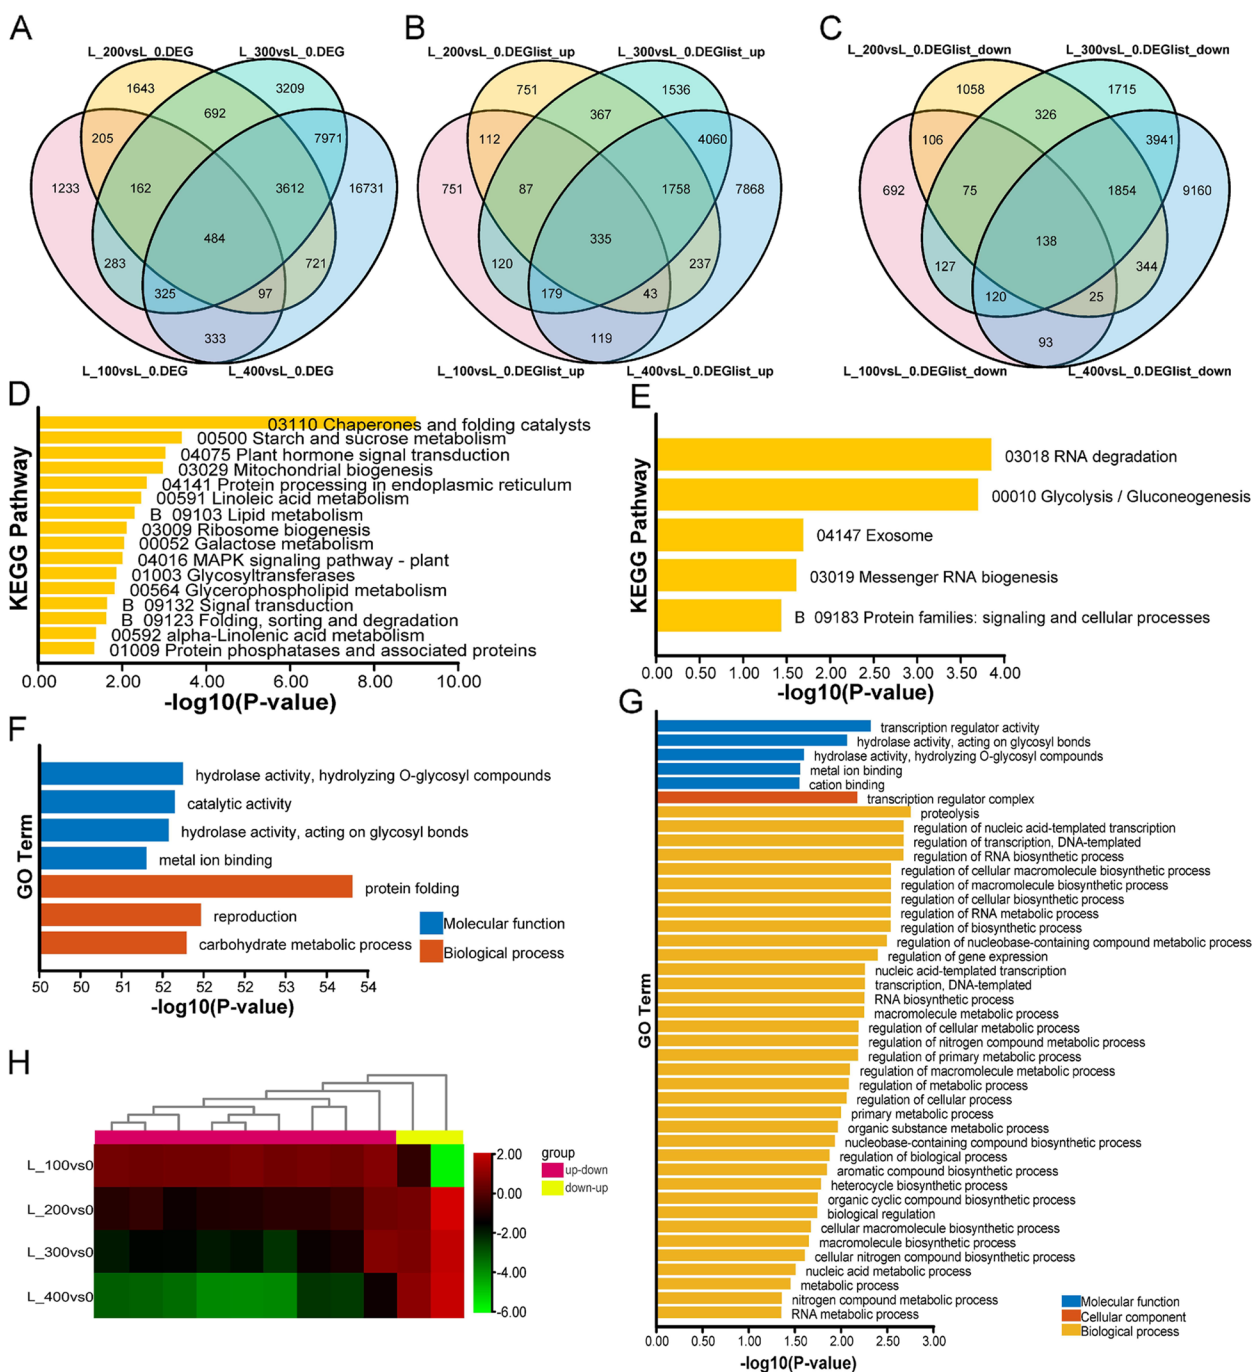 A
L_200vsL_0.DEG
L_300vsL_0.DEG
1643
3209
692
205
7971
1233
162
3612
16731
484
283
721
325
97
333
L_100vsL_0.DEG
L_400vsL_0.DEG
B
L_200vsL_0.DEGlist_up
L_300vsL_0.DEGlist_up
751
1536
367
112
4060
751
87
1758
7868
335
120
237
179
43
119
L_100vsL_0.DEGlist_up
L_400vsL_0.DEGlist_up
C
L_200vsL_0.DEGlist_down
L_300vsL_0.DEGlist_down
1058
1715
326
106
3941
692
75
1854
9160
138
127
344
120
25
93
L_100vsL_0.DEGlist_down
L_400vsL_0.DEGlist_down
D
KEGG Pathway
03110 Chaperones and folding catalysts
00500 Starch and sucrose metabolism
04075 Plant hormone signal transduction
03029 Mitochondrial biogenesis
04141 Protein processing in endoplasmic reticulum
00591 Linoleic acid metabolism
B 09103 Lipid metabolism
03009 Ribosome biogenesis
00052 Galactose metabolism
04016 MAPK signaling pathway - plant
01003 Glycosyltransferases
00564 Glycerophospholipid metabolism
B 09132 Signal transduction
B 09123 Folding, sorting and degradation
00592 alpha-Linolenic acid metabolism
01009 Protein phosphatases and associated proteins
0.00 2.00 4.00 6.00 8.00 10.00
-log10(P-value)
E
KEGG Pathway
03018 RNA degradation
00010 Glycolysis / Gluconeogenesis
04147 Exosome
03019 Messenger RNA biogenesis
B 09183 Protein families: signaling and cellular processes
0.00 0.50 1.00 1.50 2.00 2.50 3.00 3.50 4.00
-log10(P-value)
F
GO Term
hydrolase activity, hydrolyzing O-glycosyl compounds
catalytic activity
hydrolase activity, acting on glycosyl bonds
metal ion binding
protein folding
reproduction
carbohydrate metabolic process
Molecular function
Biological process
50 50 51 52 52 53 54 54
-log10(P-value)
G
GO Term
transcription regulator activity
hydrolase activity, acting on glycosyl bonds
hydrolase activity, hydrolyzing O-glycosyl compounds
metal ion binding
cation binding
transcription regulator complex
proteolysis
regulation of nucleic acid-templated transcription
regulation of transcription, DNA-templated
regulation of RNA biosynthetic process
regulation of cellular macromolecule biosynthetic process
regulation of macromolecule biosynthetic process
regulation of cellular biosynthetic process
regulation of RNA metabolic process
regulation of biosynthetic process
regulation of nucleobase-containing compound metabolic process
regulation of gene expression
nucleic acid-templated transcription
transcription, DNA-templated
RNA biosynthetic process
macromolecule metabolic process
regulation of cellular metabolic process
regulation of nitrogen compound metabolic process
regulation of primary metabolic process
regulation of macromolecule metabolic process
regulation of metabolic process
regulation of cellular process
primary metabolic process
organic substance metabolic process
nucleobase-containing compound biosynthetic process
regulation of biological process
aromatic compound biosynthetic process
heterocycle biosynthetic process
organic cyclic compound biosynthetic process
biological regulation
cellular macromolecule biosynthetic process
macromolecule biosynthetic process
cellular nitrogen compound biosynthetic process
nucleic acid metabolic process
metabolic process
nitrogen compound metabolic process
RNA metabolic process
Molecular function
Cellular component
Biological process
0.00 0.50 1.00 1.50 2.00 2.50 3.00
-log10(P-value)
H
L_100vs0
L_200vs0
L_300vs0
L_400vs0
2.00
0.00
-2.00
-4.00
-6.00
group
up-down
down-up